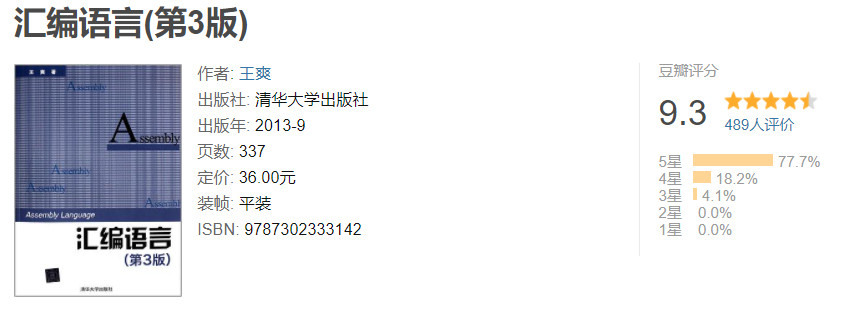 汇编语言(第3版)
王 爽 著
Assembly
Assembly
Assembly
Assembly
Assembly
Assembly Language
汇编语言
(第3版)
清华大学出版社
作者: 王爽
出版社: 清华大学出版社
出版年: 2013-9
页数: 337
定价: 36.00元
装帧: 平装
ISBN: 9787302333142
豆瓣评分
9.3
489人评价
5星 77.7%
4星 18.2%
3星 4.1%
2星 0.0%
1星 0.0%